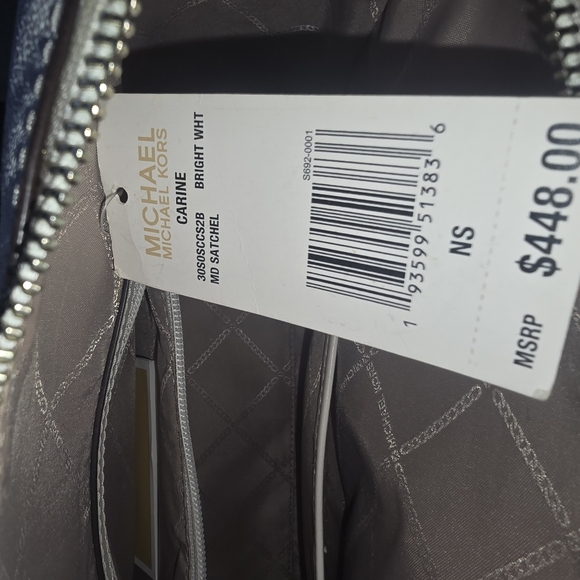 MICHAEL
MICHAEL KORS
CARINE
30S0SCCS2B BRIGHT WHT
MD SATCHEL
S692-0001
1 93599 51383 6
NS
MSRP $448.00